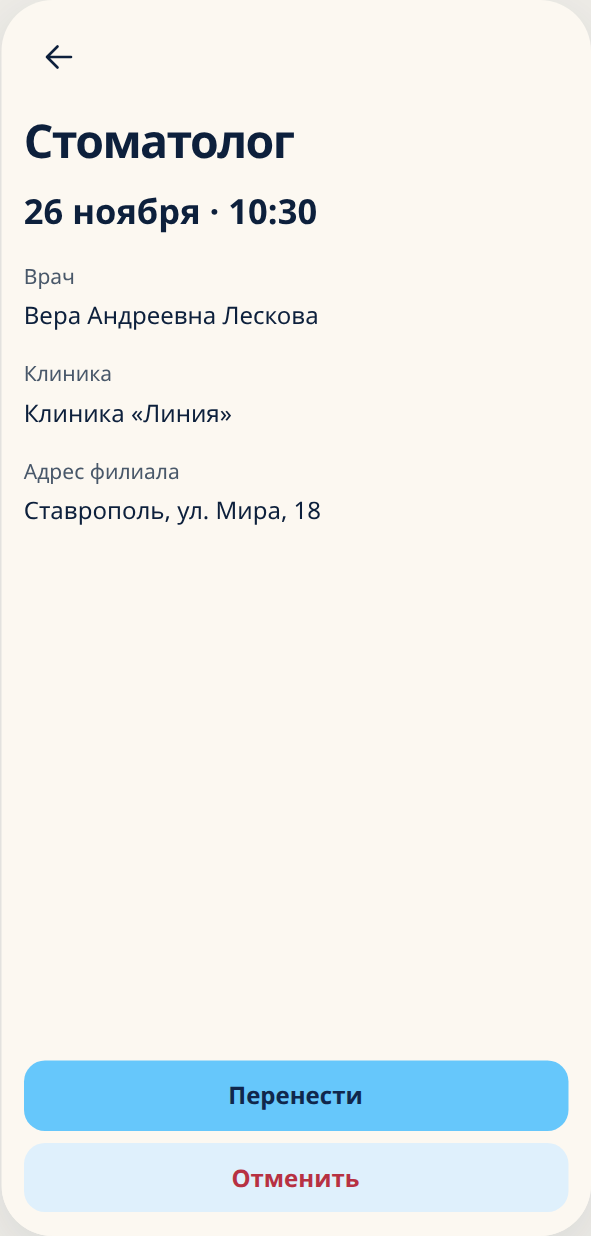 Стоматолог
26 ноября · 10:30
Врач
Вера Андреевна Лескова
Клиника
Клиника «Линия»
Адрес филиала
Ставрополь, ул. Мира, 18
Перенести
Отменить